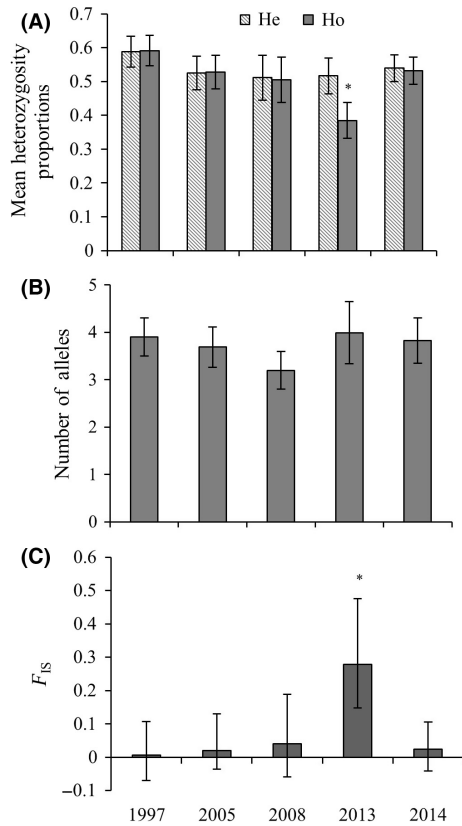 (A)
He Ho
Mean heterozygosity
proportions
0.7
0.6
0.5
0.4
0.3
0.2
0.1
0
*
(B)
Number of alleles
5
4
3
2
1
0
(C)
F_IS
0.6
0.5
0.4
0.3
0.2
0.1
0
–0.1
*
1997 2005 2008 2013 2014